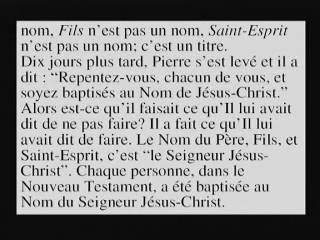 nom, Fils n'est pas un nom, Saint-Esprit
n'est pas un nom; c'est un titre.
Dix jours plus tard, Pierre s'est levé et il a
dit : “Repentez-vous, chacun de vous, et
soyez baptisés au Nom de Jésus-Christ.”
Alors est-ce qu'il faisait ce qu'Il lui avait
dit de ne pas faire? Il a fait ce qu'Il lui
avait dit de faire. Le Nom du Père, Fils, et
Saint-Esprit, c'est “le Seigneur Jésus-
Christ”. Chaque personne, dans le
Nouveau Testament, a été baptisée au
Nom du Seigneur Jésus-Christ.